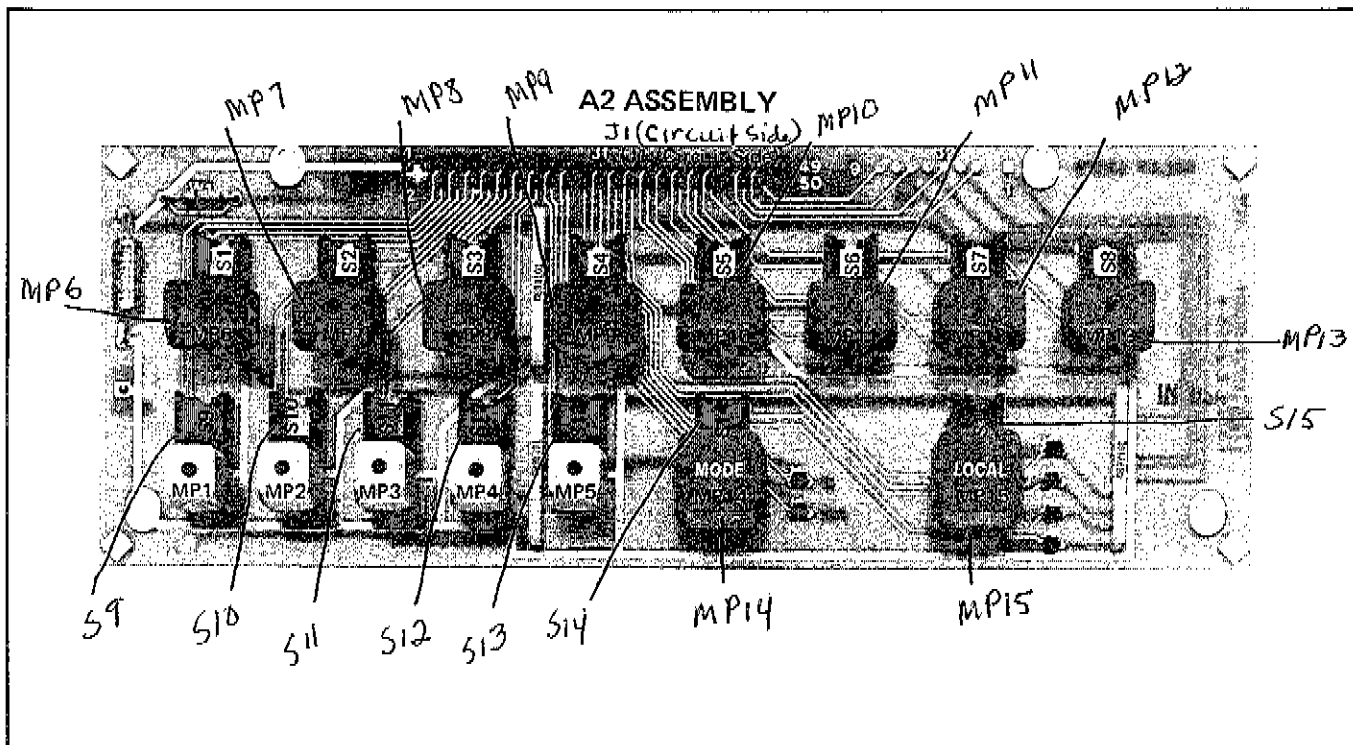 A2 ASSEMBLY
J1 (Circuit Side)
MP7
MP8
MP9
MP10
MP11
MP12
49
50
S1
S2
S3
S4
S5
S6
S7
S8
MP6
MP13
IN
S15
MP1
MP2
MP3
MP4
MP5
MODE
LOCAL
S9
S10
S11
S12
S13
S14
MP14
MP15